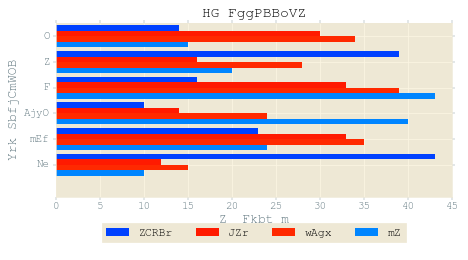 HG FggPBBoVZ
Yrk SbfjCmWOB
O
Z
F
AjyO
mEf
Ne
0 5 10 15 20 25 30 35 40 45
Z Fkbt m
ZCRBr JZr wAgx mZ